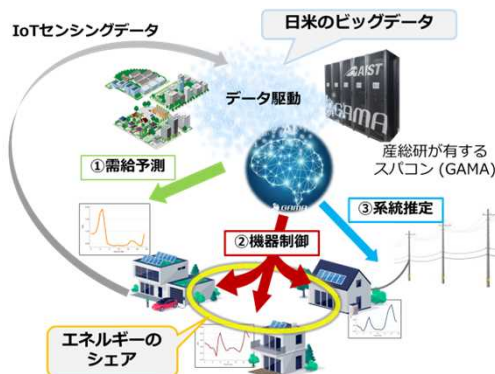 IoTセンシングデータ
日米のビッグデータ
データ駆動
AIST
GAMA
産総研が有する
スパコン (GAMA)
①需給予測
GAMA
②機器制御
③系統推定
エネルギーの
シェア